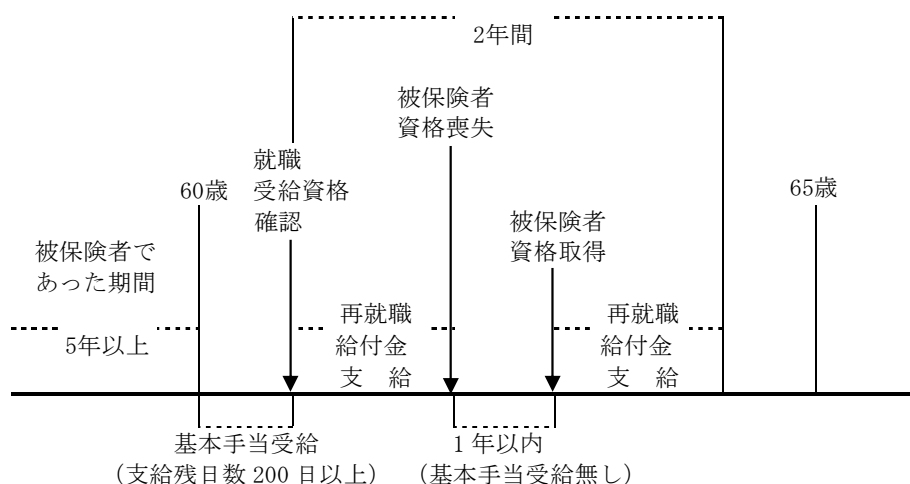 2年間
被保険者
資格喪失
就職
受給資格
確認
60歳
65歳
被保険者
資格取得
被保険者で
あった期間
5年以上
再就職
給付金
支　給
再就職
給付金
支　給
基本手当受給
（支給残日数 200 日以上）
1 年以内
（基本手当受給無し）